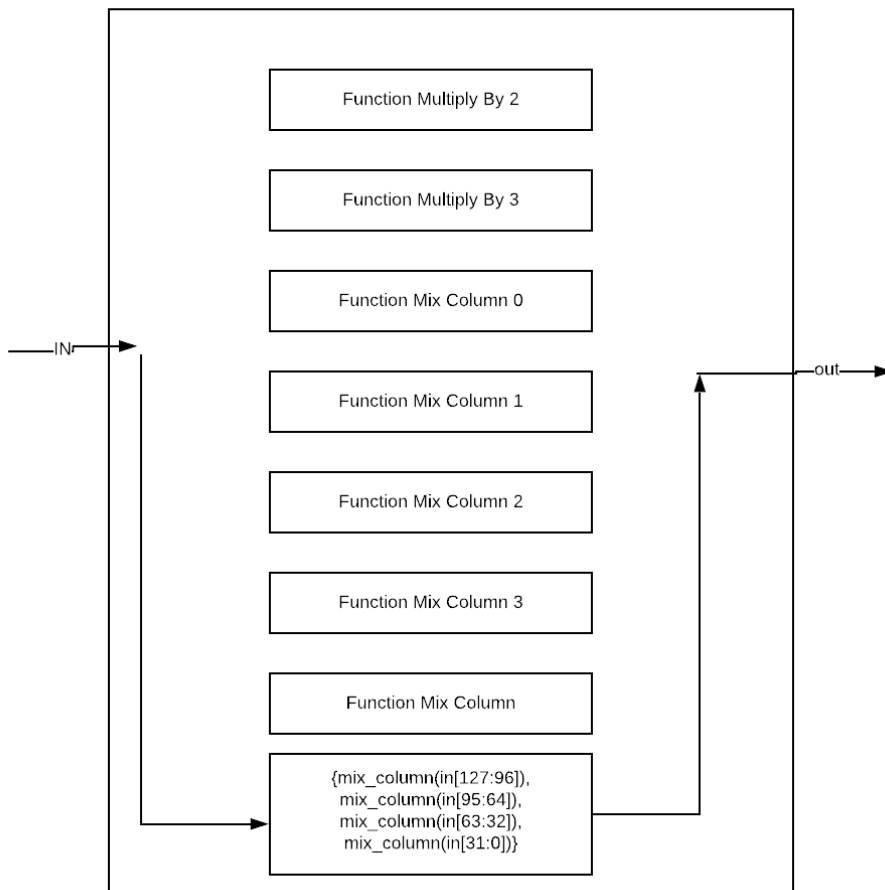 Function Multiply By 2
Function Multiply By 3
Function Mix Column 0
IN
out
Function Mix Column 1
Function Mix Column 2
Function Mix Column 3
Function Mix Column
{mix_column(in[127:96]),
mix_column(in[95:64]),
mix_column(in[63:32]),
mix_column(in[31:0])}